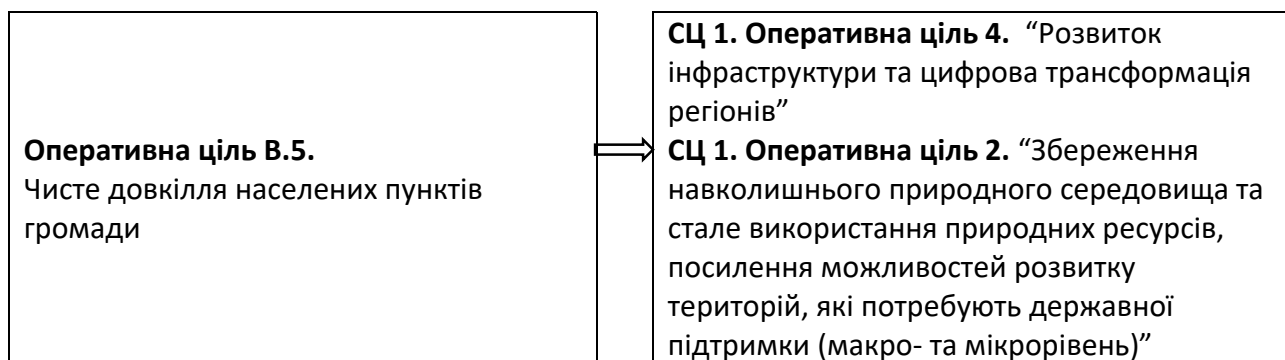 Оперативна ціль В.5.
Чисте довкілля населених пунктів
громади
СЦ 1. Оперативна ціль 4. “Розвиток
інфраструктури та цифрова трансформація
регіонів”
СЦ 1. Оперативна ціль 2. “Збереження
навколишнього природного середовища та
стале використання природних ресурсів,
посилення можливостей розвитку
територій, які потребують державної
підтримки (макро- та мікрорівень)”